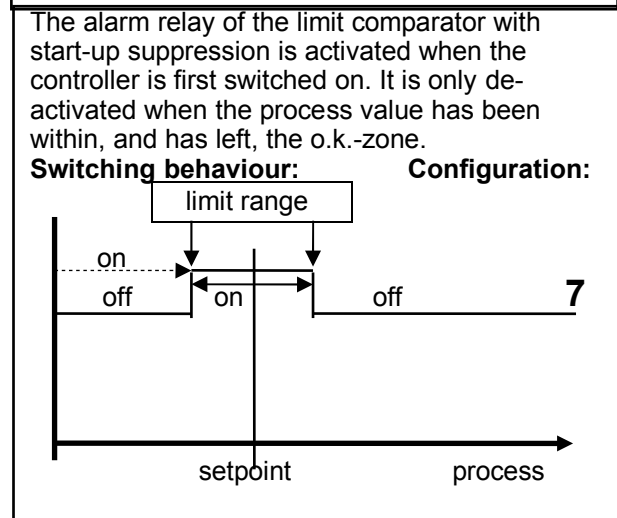 The alarm relay of the limit comparator with
start-up suppression is activated when the
controller is first switched on. It is only de-
activated when the process value has been
within, and has left, the o.k.-zone.
Switching behaviour: Configuration:
limit range
on
off on off 7
setpoint process